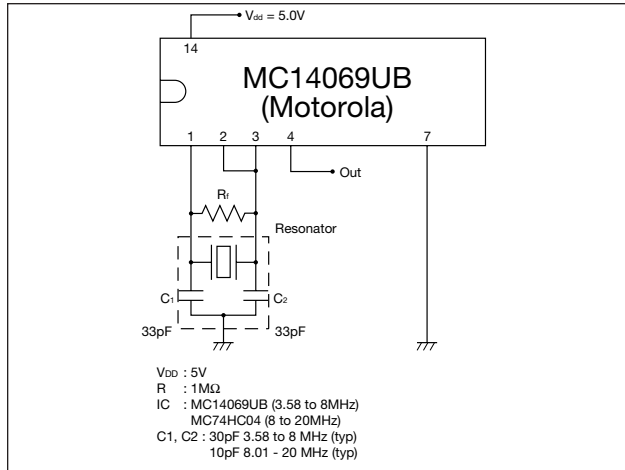 Vdd = 5.0V
14
MC14069UB
(Motorola)
1 2 3 4 7
Out
Rf
Resonator
C1 C2
33pF 33pF
VDD : 5V
R : 1MΩ
IC : MC14069UB (3.58 to 8MHz)
MC74HC04 (8 to 20MHz)
C1, C2 : 30pF 3.58 to 8 MHz (typ)
10pF 8.01 - 20 MHz (typ)